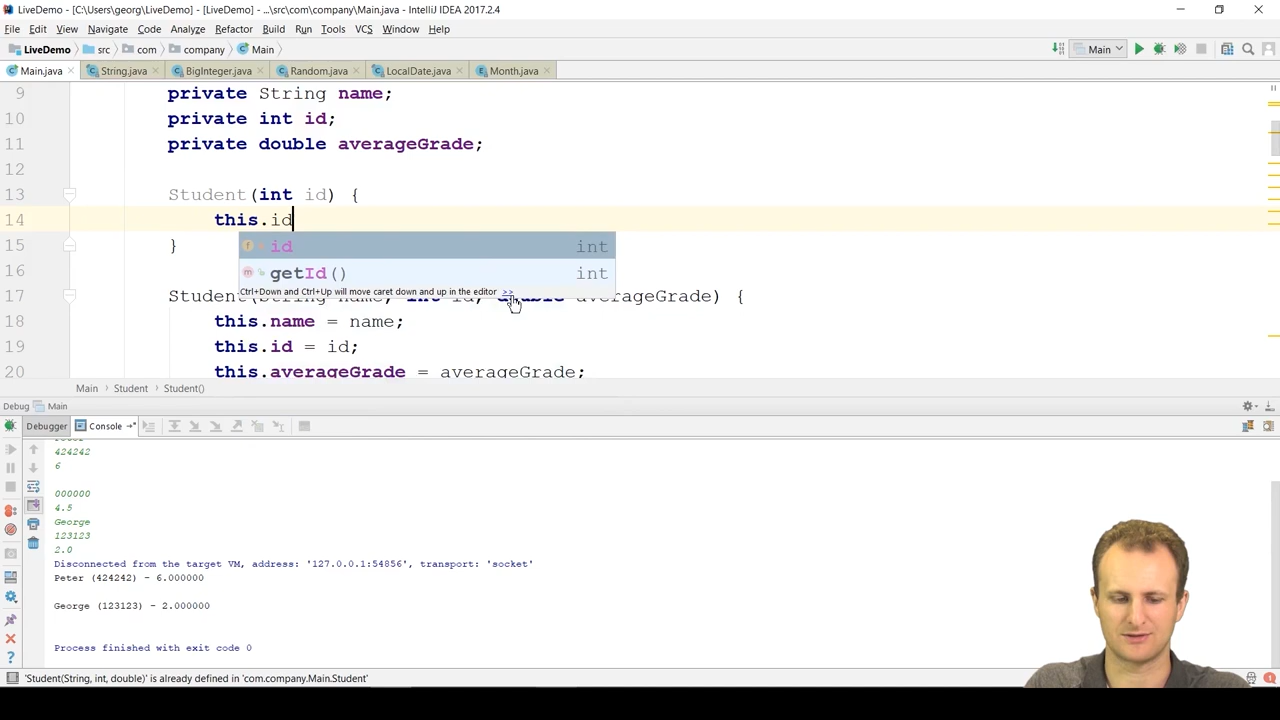 LiveDemo - [C:\Users\georg\LiveDemo] - [LiveDemo] - ...\src\com\company\Main.java - IntelliJ IDEA 2017.2.4
File Edit View Navigate Code Analyze Refactor Build Run Tools VCS Window Help
LiveDemo src com company Main Main
Main.java String.java BigInteger.java Random.java LocalDate.java Month.java
9 private String name;
10 private int id;
11 private double averageGrade;
12
13 Student(int id) {
14 this.id
15 }
id int
getId() int
Ctrl+Down and Ctrl+Up will move caret down and up in the editor >>
16
17 Student(String name, int id, double averageGrade) {
18 this.name = name;
19 this.id = id;
20 this.averageGrade = averageGrade;
Main Student Student()
Debug Main
Debugger Console
424242
6
000000
4.5
George
123123
2.0
Disconnected from the target VM, address: '127.0.0.1:54856', transport: 'socket'
Peter (424242) - 6.000000
George (123123) - 2.000000
Process finished with exit code 0
'Student(String, int, double)' is already defined in 'com.company.Main.Student'